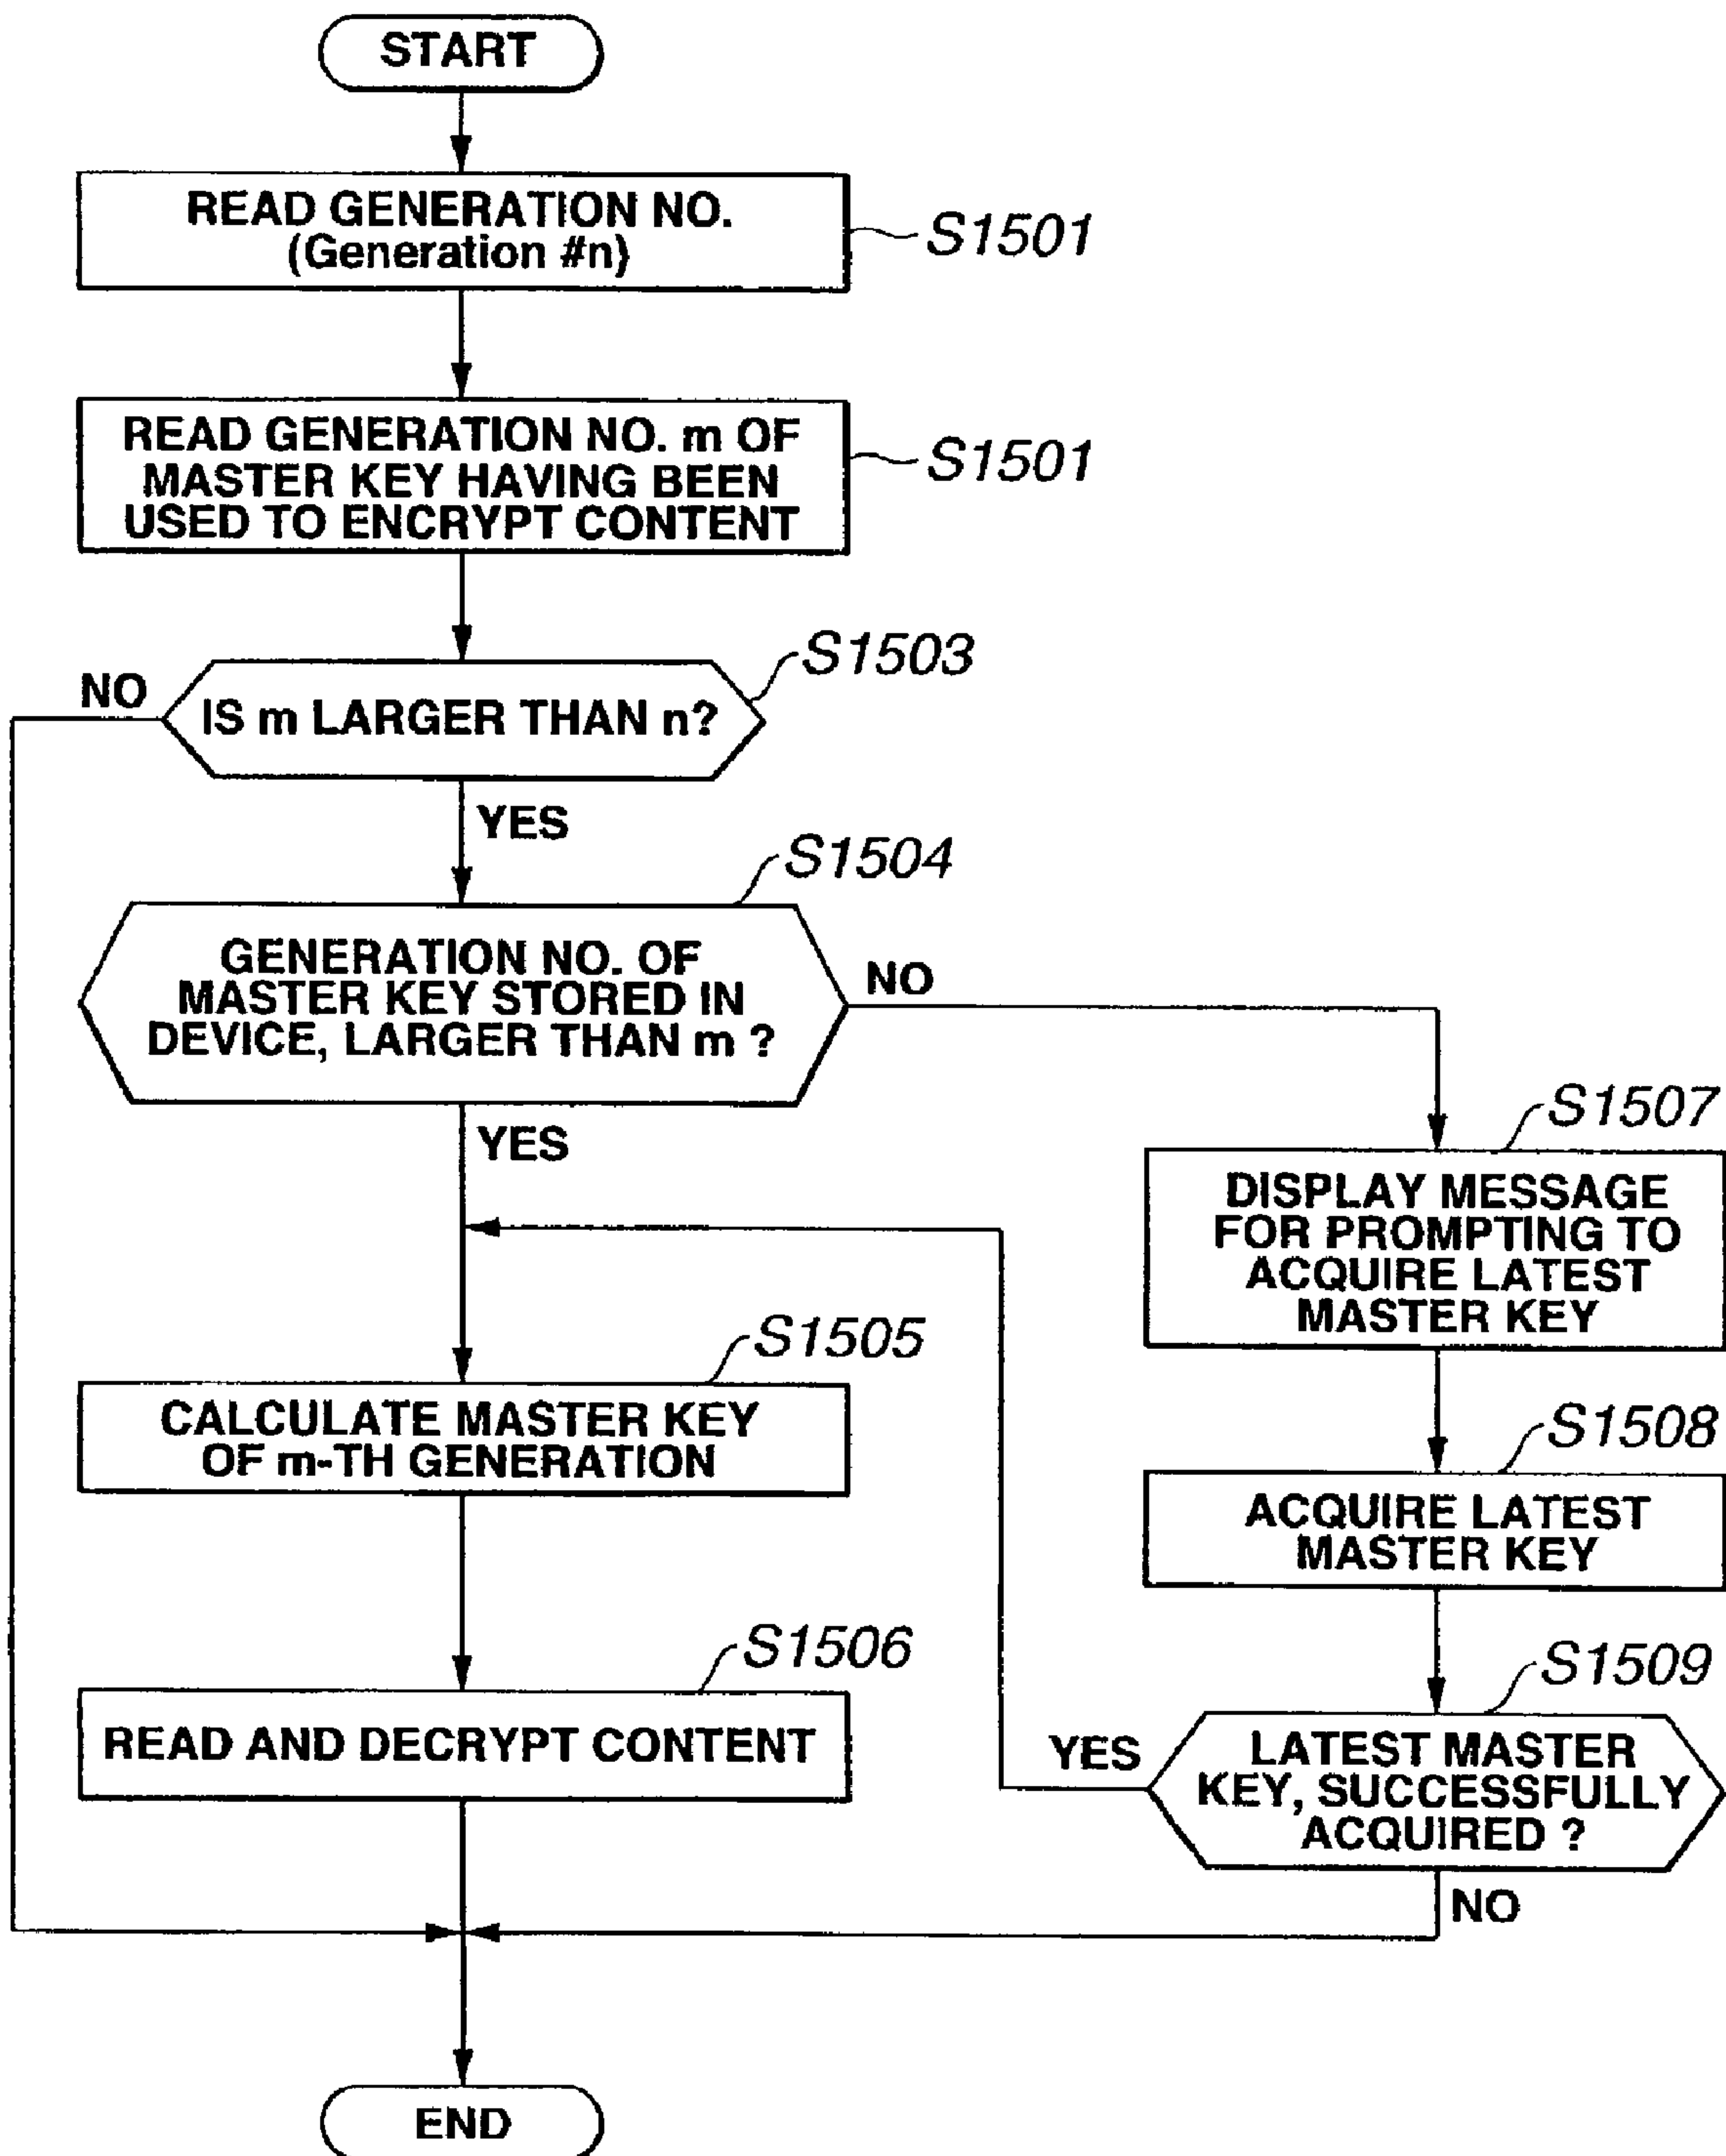 START
READ GENERATION NO.
(Generation #n)
S1501
READ GENERATION NO. m OF
MASTER KEY HAVING BEEN
USED TO ENCRYPT CONTENT
S1501
S1503
NO
IS m LARGER THAN n?
YES
S1504
GENERATION NO. OF
MASTER KEY STORED IN
DEVICE, LARGER THAN m ?
NO
YES
S1507
DISPLAY MESSAGE
FOR PROMPTING TO
ACQUIRE LATEST
MASTER KEY
S1505
CALCULATE MASTER KEY
OF m-TH GENERATION
S1508
ACQUIRE LATEST
MASTER KEY
S1506
READ AND DECRYPT CONTENT
S1509
YES
LATEST MASTER
KEY, SUCCESSFULLY
ACQUIRED ?
NO
END